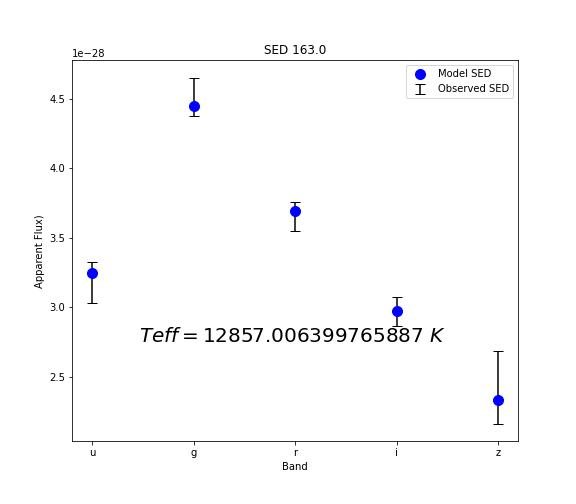 SED 163.0
1e−28
Model SED
Observed SED
4.5
4.0
3.5
3.0
2.5
Apparent Flux)
Teff = 12857.006399765887 K
u g r i z
Band